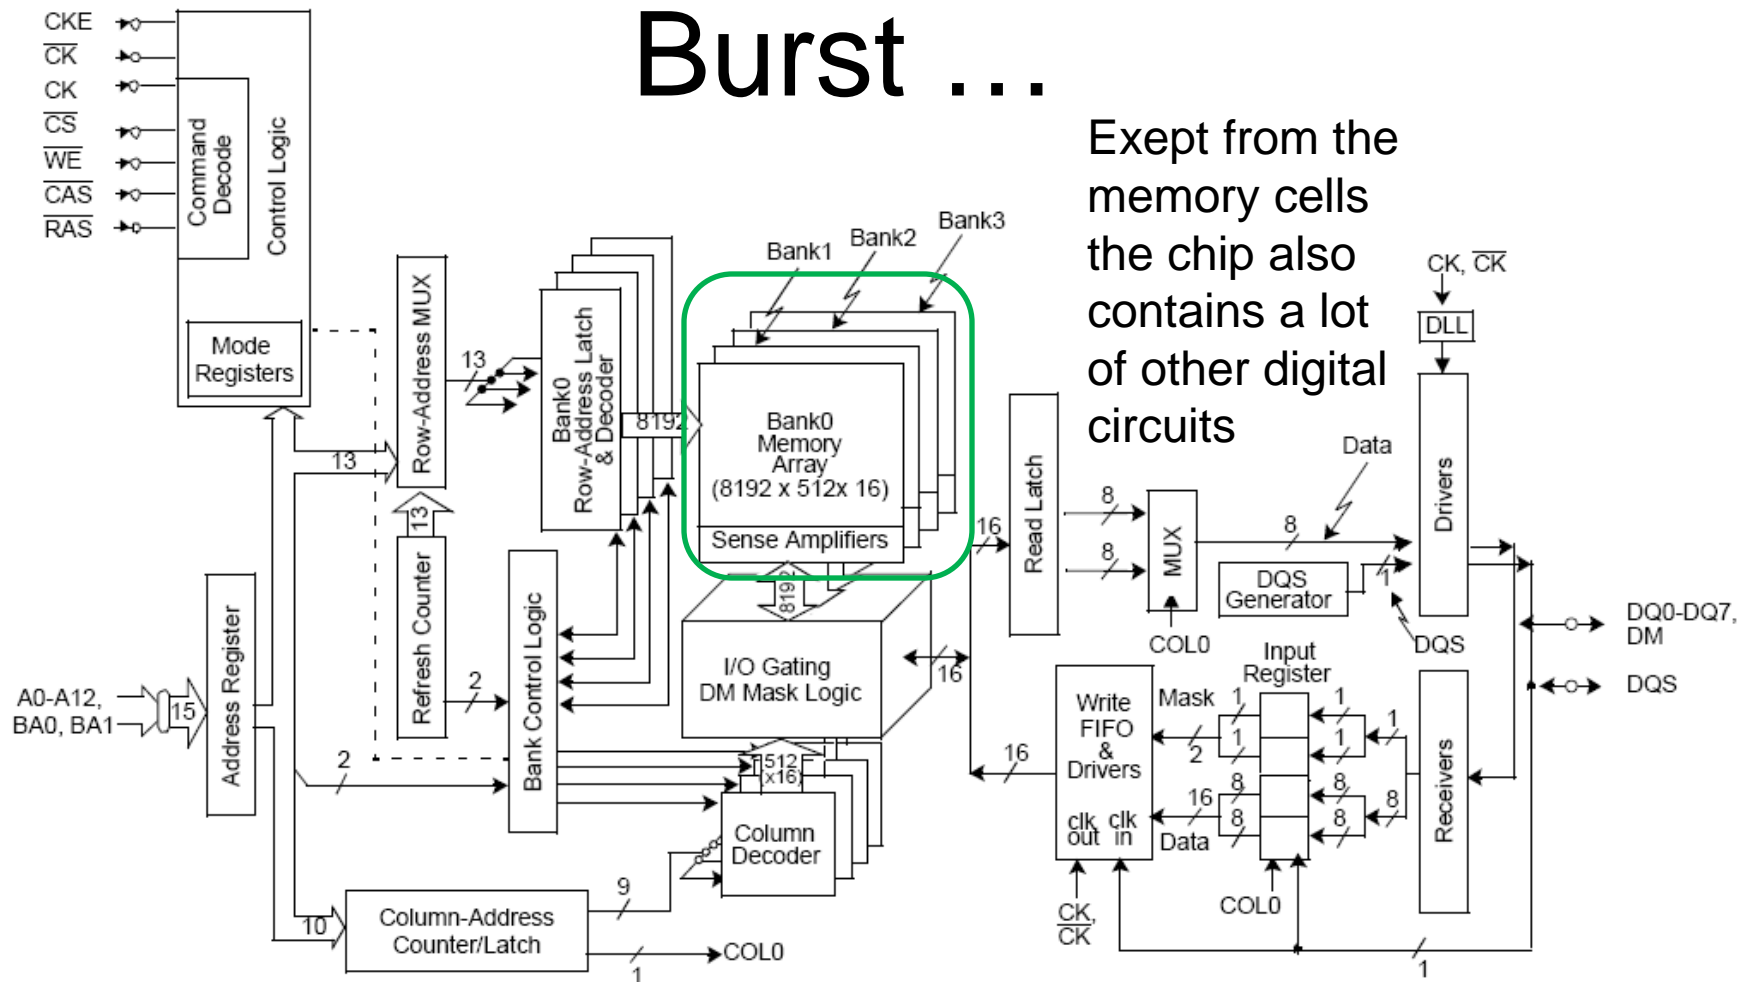 Burst …
Exept from the
memory cells
the chip also
contains a lot
of other digital
circuits
CKE
CK
CK
CS
WE
CAS
RAS
Command
Decode
Control Logic
Mode
Registers
Row-Address MUX
13
13
13
Refresh Counter
Bank0
Row-Address Latch
& Decoder
8192
Bank1
Bank2
Bank3
Bank0
Memory
Array
(8192 x 512x 16)
Sense Amplifiers
8192
I/O Gating
DM Mask Logic
16
16
Read Latch
8
8
MUX
COL0
8
Data
DQS
Generator
1
DQS
CK, CK
DLL
Drivers
DQ0-DQ7,
DM
DQS
A0-A12,
BA0, BA1
15
Address Register
2
2
Bank Control Logic
512
(x16)
Column
Decoder
10
Column-Address
Counter/Latch
9
1
COL0
16
Write
FIFO
&
Drivers
clk
out
clk
in
CK,
CK
Mask
2
16
Data
Input
Register
1
1
8
8
1
1
8
8
1
8
COL0
Receivers
1